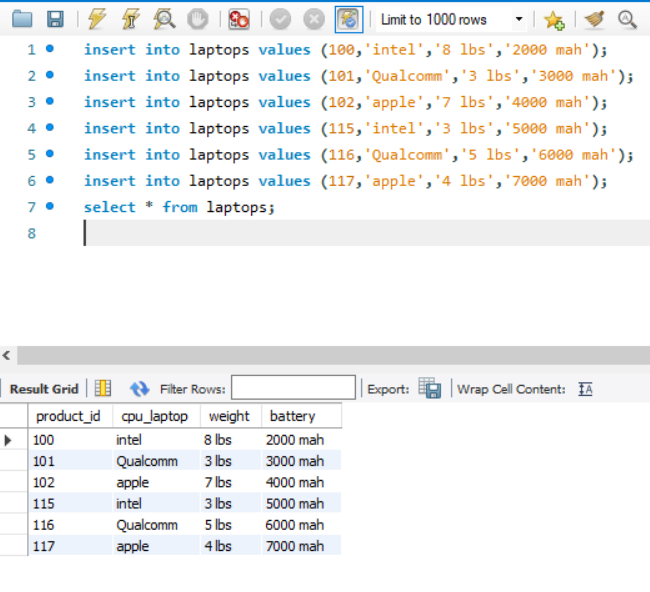 Limit to 1000 rows
1 insert into laptops values (100,'intel','8 lbs','2000 mah');
2 insert into laptops values (101,'Qualcomm','3 lbs','3000 mah');
3 insert into laptops values (102,'apple','7 lbs','4000 mah');
4 insert into laptops values (115,'intel','3 lbs','5000 mah');
5 insert into laptops values (116,'Qualcomm','5 lbs','6000 mah');
6 insert into laptops values (117,'apple','4 lbs','7000 mah');
7 select * from laptops;
8
Result Grid Filter Rows: Export: Wrap Cell Content:
product_id cpu_laptop weight battery
100 intel 8 lbs 2000 mah
101 Qualcomm 3 lbs 3000 mah
102 apple 7 lbs 4000 mah
115 intel 3 lbs 5000 mah
116 Qualcomm 5 lbs 6000 mah
117 apple 4 lbs 7000 mah